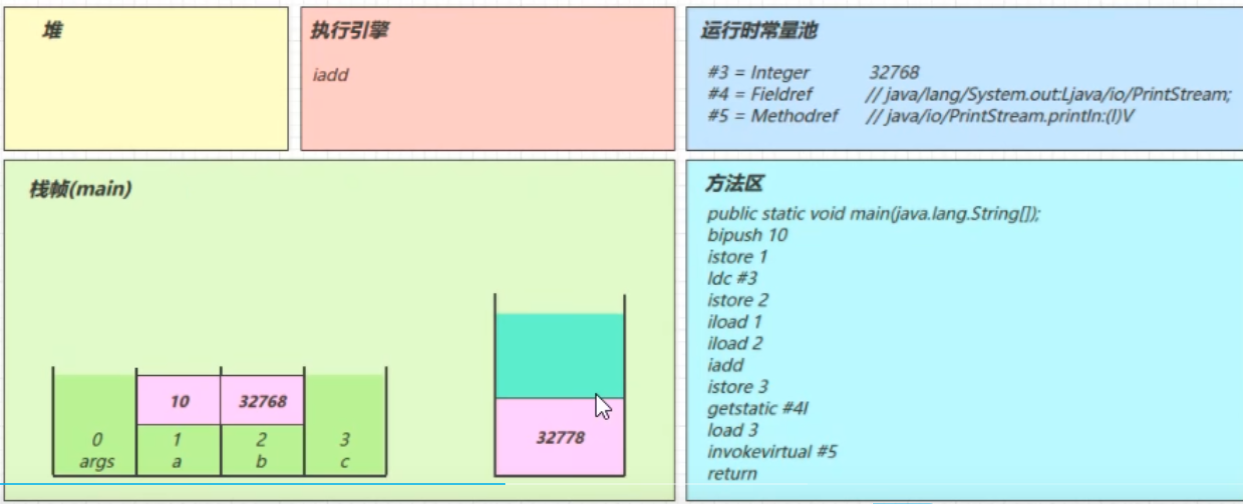 堆
执行引擎
iadd
运行时常量池
#3 = Integer 32768
#4 = Fieldref // java/lang/System.out:Ljava/io/PrintStream;
#5 = Methodref // java/io/PrintStream.println:(I)V
栈帧(main)
10 32768
0 1 2 3
args a b c
32778
方法区
public static void main(java.lang.String[]);
bipush 10
istore 1
ldc #3
istore 2
iload 1
iload 2
iadd
istore 3
getstatic #4I
load 3
invokevirtual #5
return